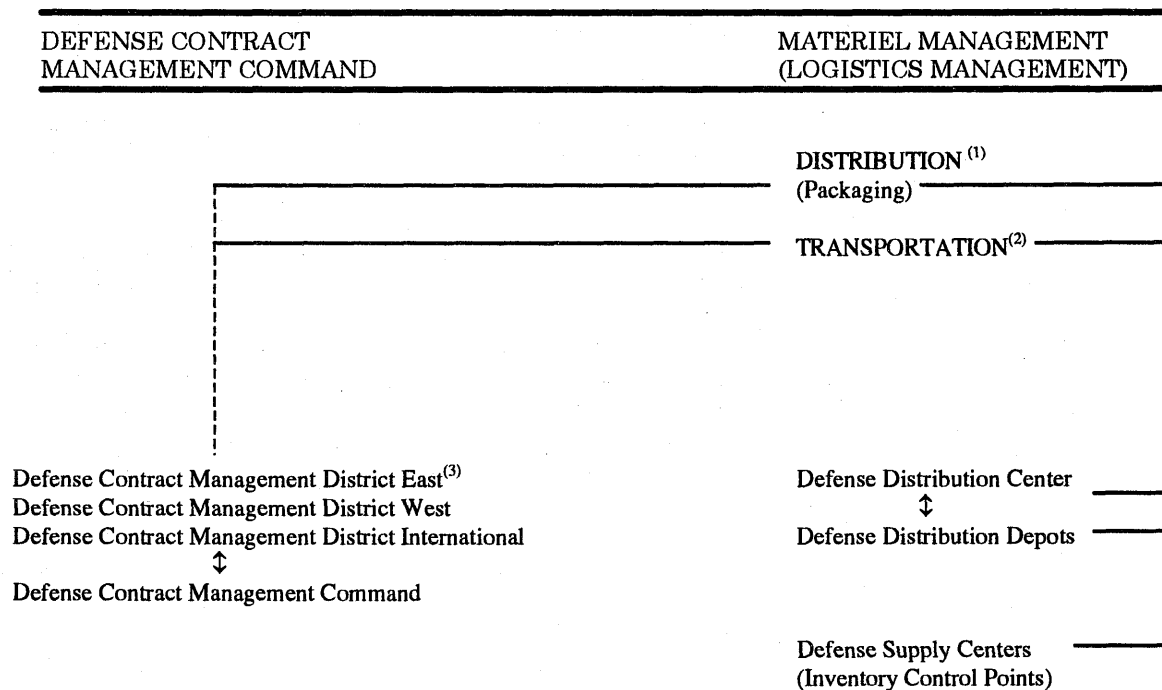 DEFENSE CONTRACT
MANAGEMENT COMMAND
MATERIEL MANAGEMENT
(LOGISTICS MANAGEMENT)
DISTRIBUTION (1)
(Packaging)
TRANSPORTATION(2)
Defense Contract Management District East(3)
Defense Contract Management District West
Defense Contract Management District International
↕
Defense Contract Management Command
Defense Distribution Center
↕
Defense Distribution Depots
Defense Supply Centers
(Inventory Control Points)